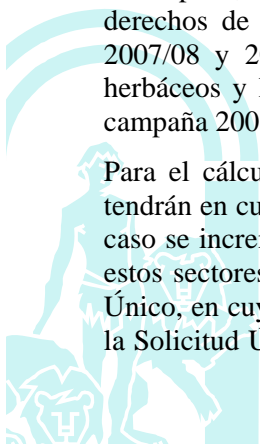 derechos de
2007/08 y 2
herbáceos y
campaña 200
Para el cálcu
tendrán en cu
caso se incre
estos sectores
Único, en cuy
la Solicitud